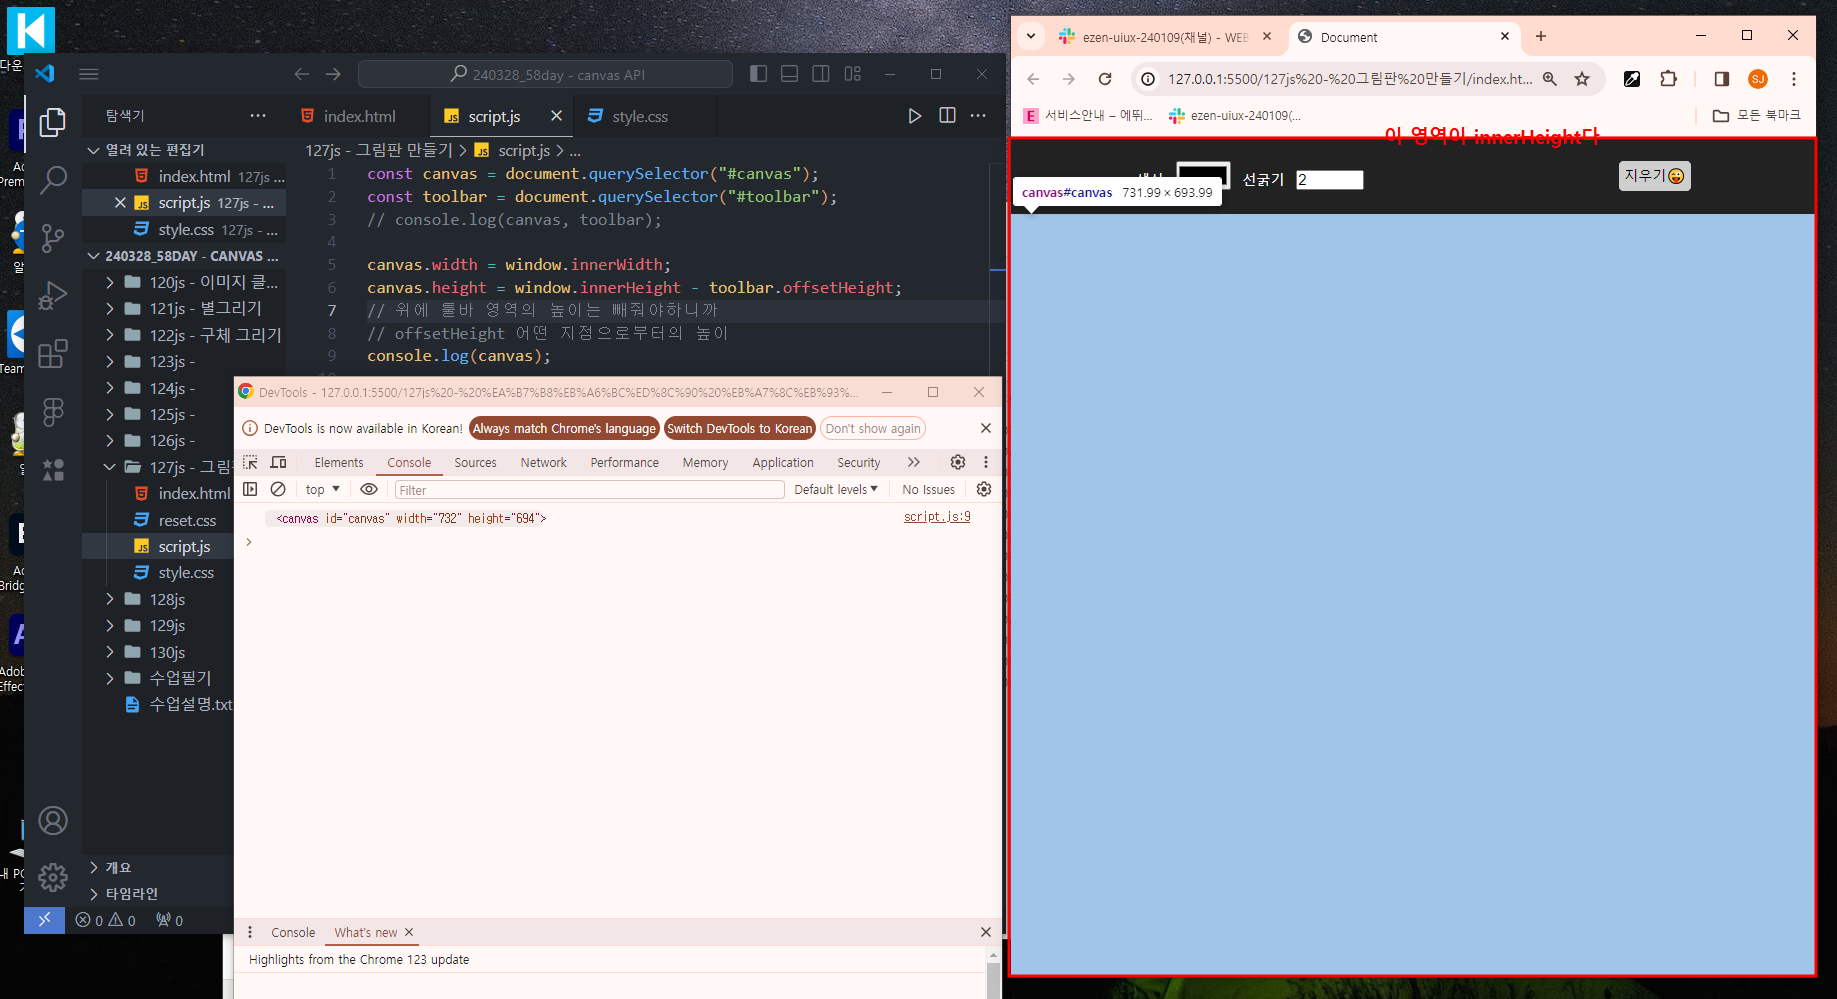 다운
240328_58day - canvas API
탐색기
열려 있는 편집기
index.html 127js ...
script.js 127js - ...
style.css 127js - ...
240328_58DAY - CANVAS ...
120js - 이미지 클...
121js - 별그리기
122js - 구체 그리기
123js -
124js -
125js -
126js -
127js - 그림
index.html
reset.css
script.js
style.css
128js
129js
130js
수업필기
수업설명.txt
개요
타임라인
0 0 0
index.html
script.js
style.css
127js - 그림판 만들기 > script.js > ...
1 const canvas = document.querySelector("#canvas");
2 const toolbar = document.querySelector("#toolbar");
3 // console.log(canvas, toolbar);
4
5 canvas.width = window.innerWidth;
6 canvas.height = window.innerHeight - toolbar.offsetHeight;
7 // 위에 툴바 영역의 높이는 빼줘야하니까
8 // offsetHeight 어떤 지점으로부터의 높이
9 console.log(canvas);
DevTools - 127.0.0.1:5500/127js%20-%20%EA%B7%B8%EB%A6%BC%ED%8C%90%20%EB%A7%8C%EB%93%...
DevTools is now available in Korean! Always match Chrome's language Switch DevTools to Korean Don't show again
Elements Console Sources Network Performance Memory Application Security
top Filter Default levels No Issues
<canvas id="canvas" width="732" height="694"> script.js:9
Console What's new
Highlights from the Chrome 123 update
ezen-uiux-240109(채널) - WEB
Document
127.0.0.1:5500/127js%20-%20그림판%20만들기/index.ht...
SJ
서비스안내 – 에뛰...
ezen-uiux-240109(...
모든 북마크
이 영역이 innerHeight다
선굵기 2 지우기
canvas#canvas 731.99 × 693.99